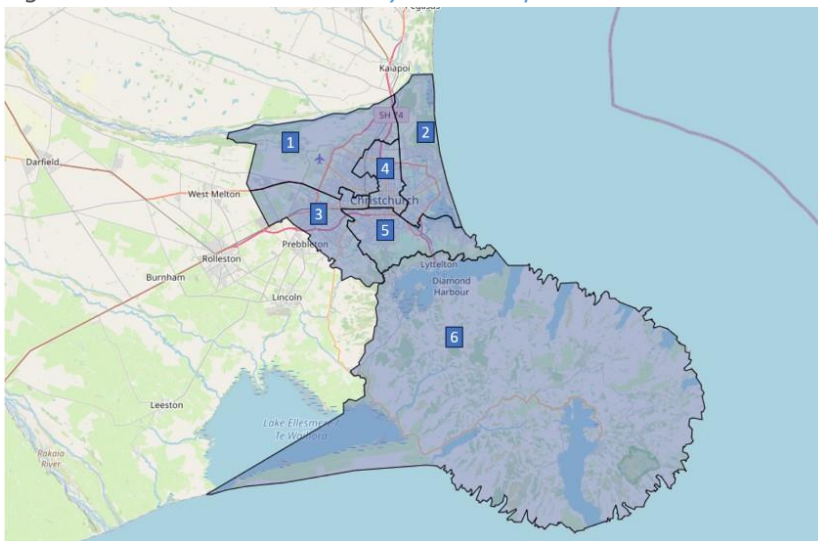 Pegasus
Kaiapoi
SH 74
2
1
Darfield
4
West Melton
Christchurch
3
5
Prebbleton
Rolleston
Lyttelton
Burnham
Diamond
Harbour
Lincoln
6
Leeston
Lake Ellesmere /
Te Waihora
Rakaia
River